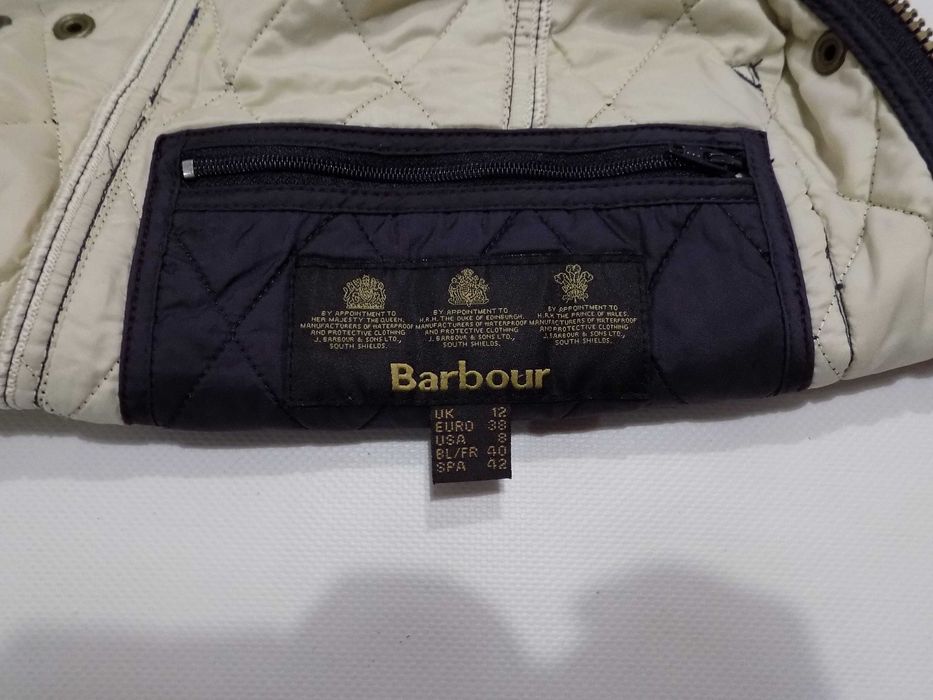 BY APPOINTMENT TO
HER MAJESTY THE QUEEN.
MANUFACTURERS OF WATERPROOF
AND PROTECTIVE CLOTHING
J. BARBOUR & SONS LTD.,
SOUTH SHIELDS.
BY APPOINTMENT TO
H.R.H. THE DUKE OF EDINBURGH.
MANUFACTURERS OF WATERPROOF
AND PROTECTIVE CLOTHING
J. BARBOUR & SONS LTD.,
SOUTH SHIELDS.
BY APPOINTMENT TO
H.R.H. THE PRINCE OF WALES.
MANUFACTURERS OF WATERPROOF
AND PROTECTIVE CLOTHING
J. BARBOUR & SONS LTD.,
SOUTH SHIELDS.
Barbour
UK 12
EURO 38
USA 8
BL/FR 40
SPA 42